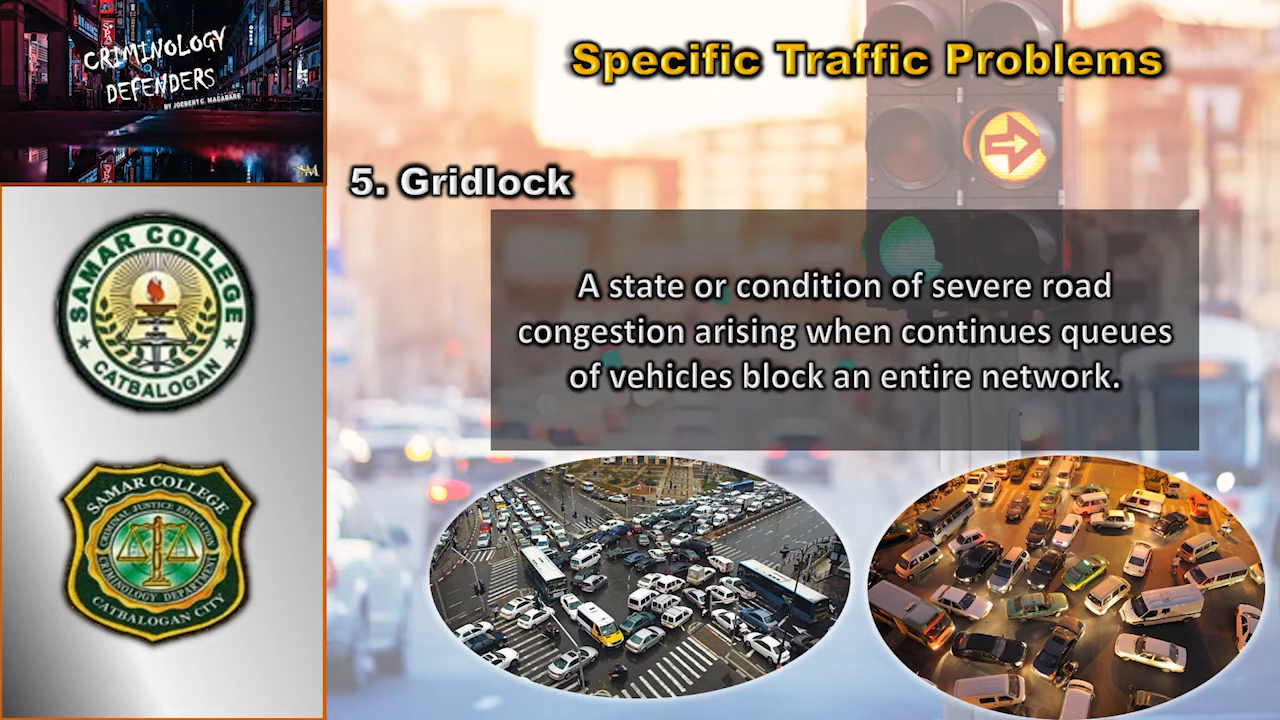 CRIMINOLOGY
DEFENDERS
BY JOEBERT C. MACABARE
Specific Traffic Problems
5. Gridlock
A state or condition of severe road
congestion arising when continues queues
of vehicles block an entire network.
SAMAR COLLEGE
CATBALOGAN
SAMAR COLLEGE
CRIMINAL JUSTICE EDUCATION
CRIMINOLOGY DEPARTMENT
CATBALOGAN CITY